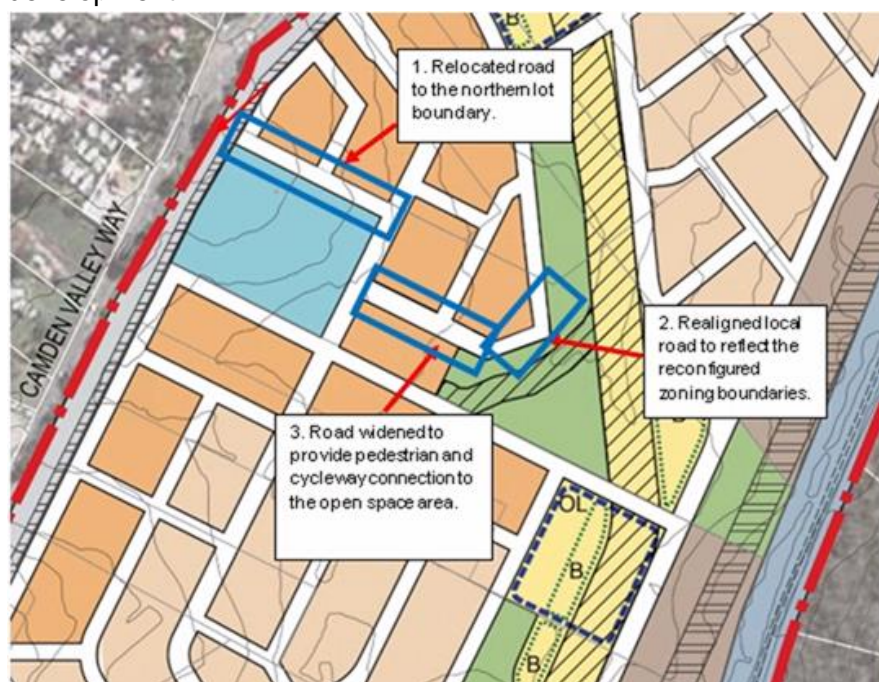 B
1. Relocated road
to the northern lot
boundary.
CAMDEN VALLEY WAY
2. Realigned local
road to reflect the
reconfigured
zoning boundaries.
3. Road widened to
provide pedestrian and
cycleway connection to
the open space area.
B
OL
B
B